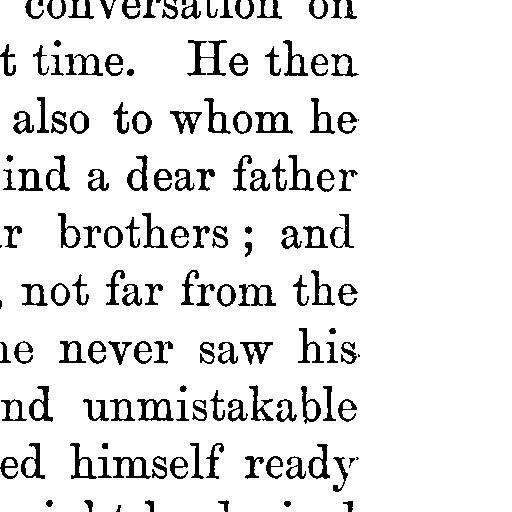 conversation on
t time. He then
also to whom he
ind a dear father
r brothers ; and
, not far from the
he never saw his
nd unmistakable
ed himself ready